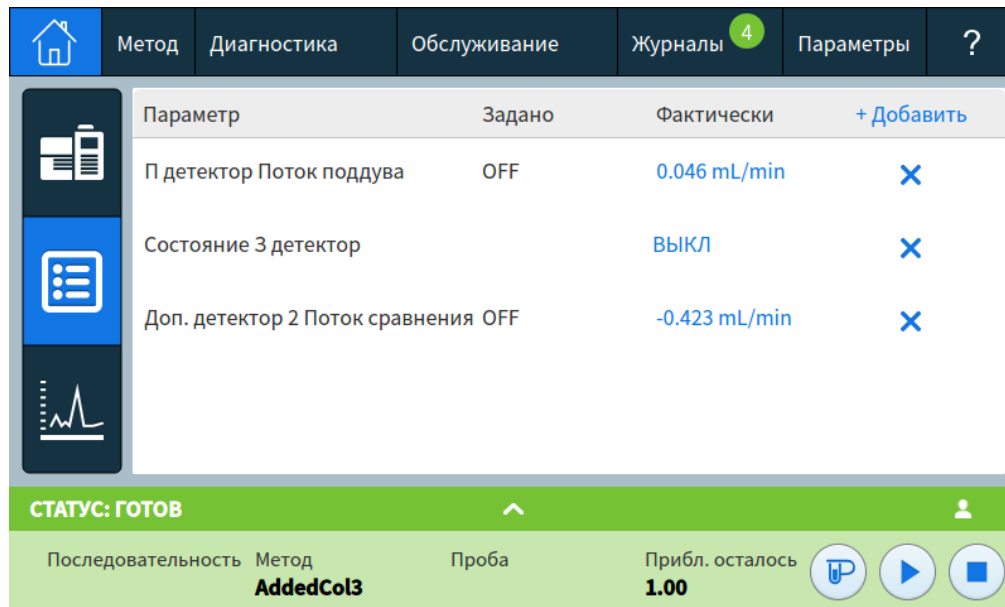 Метод Диагностика Обслуживание Журналы 4 Параметры ?
Параметр Задано Фактически + Добавить
П детектор Поток поддува OFF 0.046 mL/min
Состояние З детектор ВЫКЛ
Доп. детектор 2 Поток сравнения OFF -0.423 mL/min
СТАТУС: ГОТОВ
Последовательность Метод Проба Прибл. осталось
AddedCol3 1.00